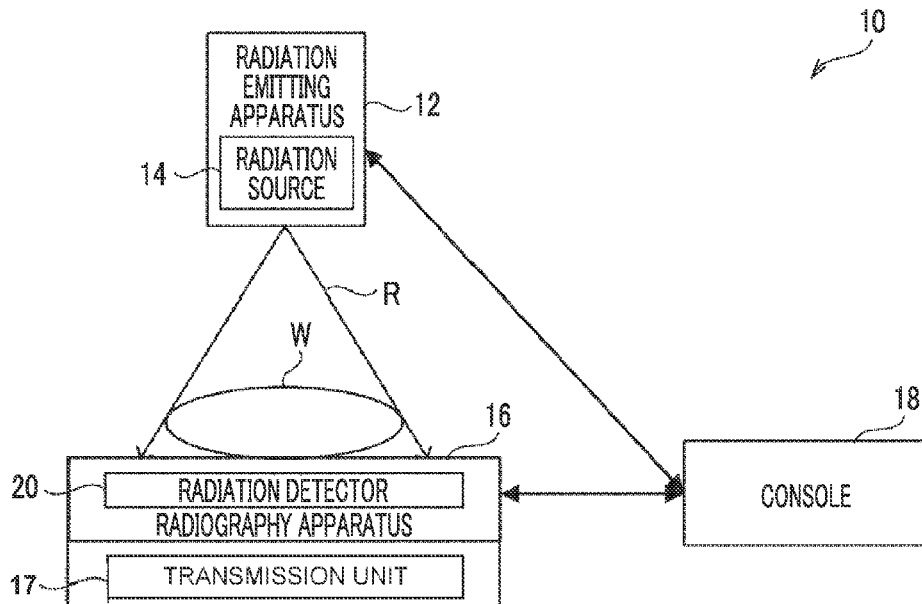 10
RADIATION
EMITTING
APPARATUS
12
14
RADIATION
SOURCE
R
W
16
18
20
RADIATION DETECTOR
CONSOLE
RADIOGRAPHY APPARATUS
17
TRANSMISSION UNIT